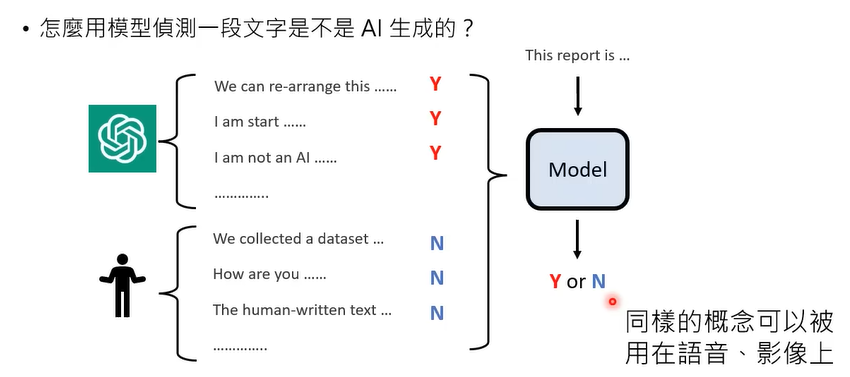 • 怎麼用模型偵測一段文字是不是 AI 生成的？
This report is …
We can re-arrange this …… Y
I am start …… Y
I am not an AI …… Y
…………..
Model
We collected a dataset … N
How are you …… N
The human-written text … N
…………..
Y or N
同樣的概念可以被
用在語音、影像上